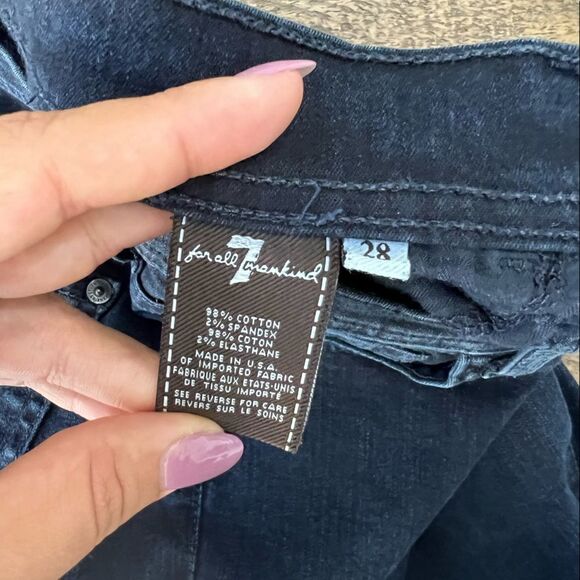 7
for all mankind
28
98% COTTON
2% SPANDEX
98% COTON
2% ELASTHANE
MADE IN U.S.A.
OF IMPORTED FABRIC
FABRIQUE AUX ETATS-UNIS
DE TISSU IMPORTÉ
SEE REVERSE FOR CARE
REVERS SUR LE SOINS